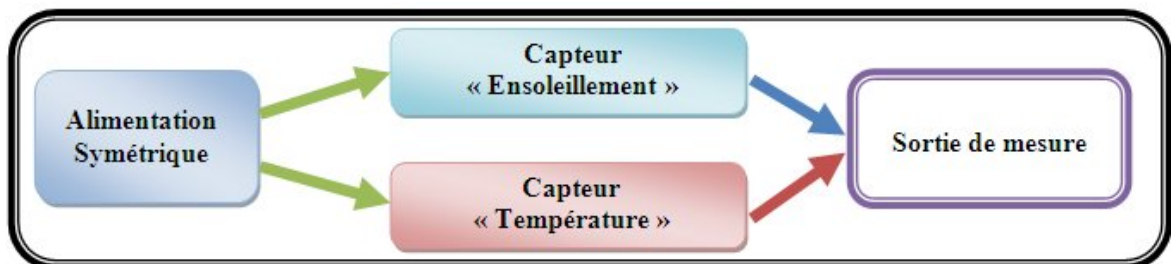 Alimentation
Symétrique
Capteur
« Ensoleillement »
Capteur
« Température »
Sortie de mesure